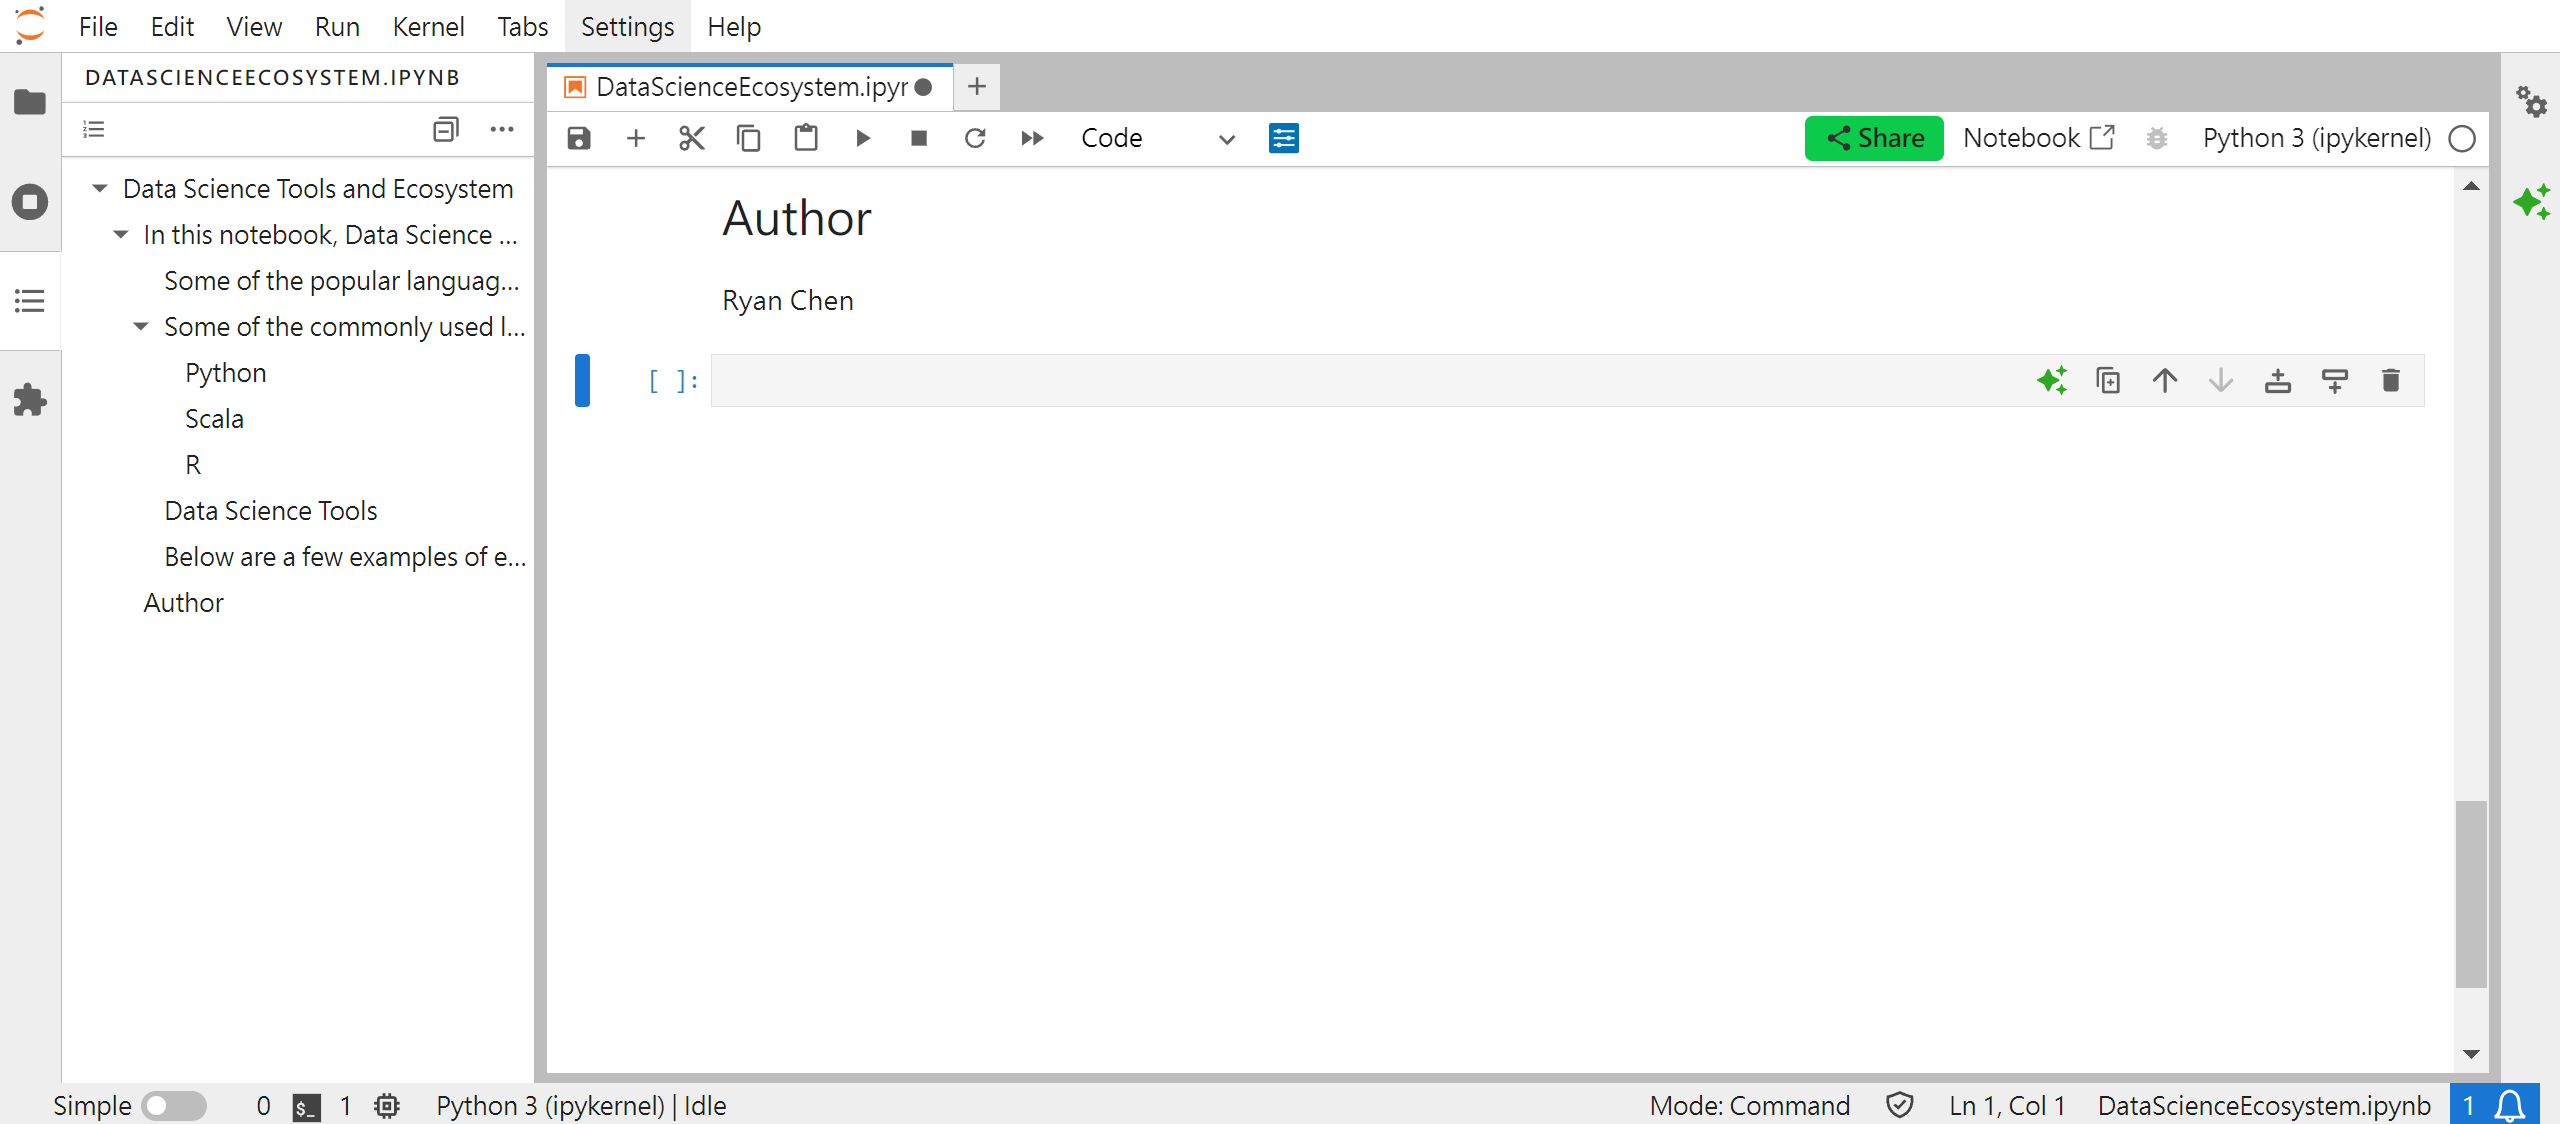 File Edit View Run Kernel Tabs Settings Help
DATASCIENCEECOSYSTEM.IPYNB
DataScienceEcosystem.ipyr
Code
Share
Notebook
Python 3 (ipykernel)
Data Science Tools and Ecosystem
In this notebook, Data Science ...
Some of the popular languag...
Some of the commonly used l...
Python
Scala
R
Data Science Tools
Below are a few examples of e...
Author
Author
Ryan Chen
[ ]:
Simple 0 $_ 1 Python 3 (ipykernel) | Idle Mode: Command Ln 1, Col 1 DataScienceEcosystem.ipynb 1